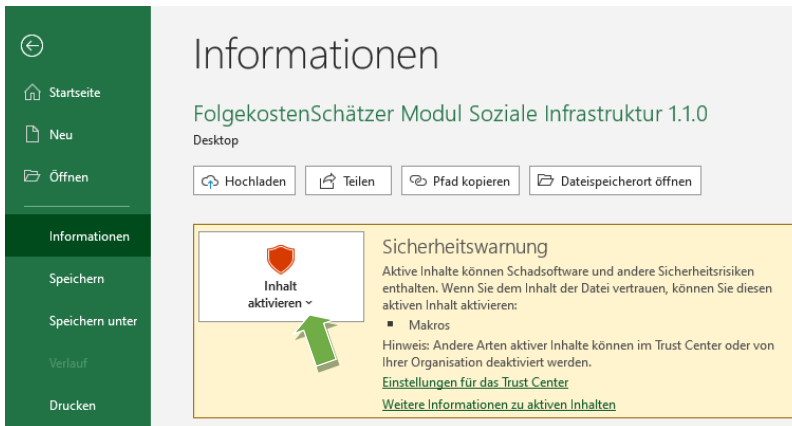 Informationen
FolgekostenSchätzer Modul Soziale Infrastruktur 1.1.0
Desktop
Startseite
Neu
Öffnen
Informationen
Speichern
Speichern unter
Verlauf
Drucken
Hochladen
Teilen
Pfad kopieren
Dateispeicherort öffnen
Inhalt
aktivieren
Sicherheitswarnung
Aktive Inhalte können Schadsoftware und andere Sicherheitsrisiken
enthalten. Wenn Sie dem Inhalt der Datei vertrauen, können Sie diesen
aktiven Inhalt aktivieren:
Makros
Hinweis: Andere Arten aktiver Inhalte können im Trust Center oder von
Ihrer Organisation deaktiviert werden.
Einstellungen für das Trust Center
Weitere Informationen zu aktiven Inhalten